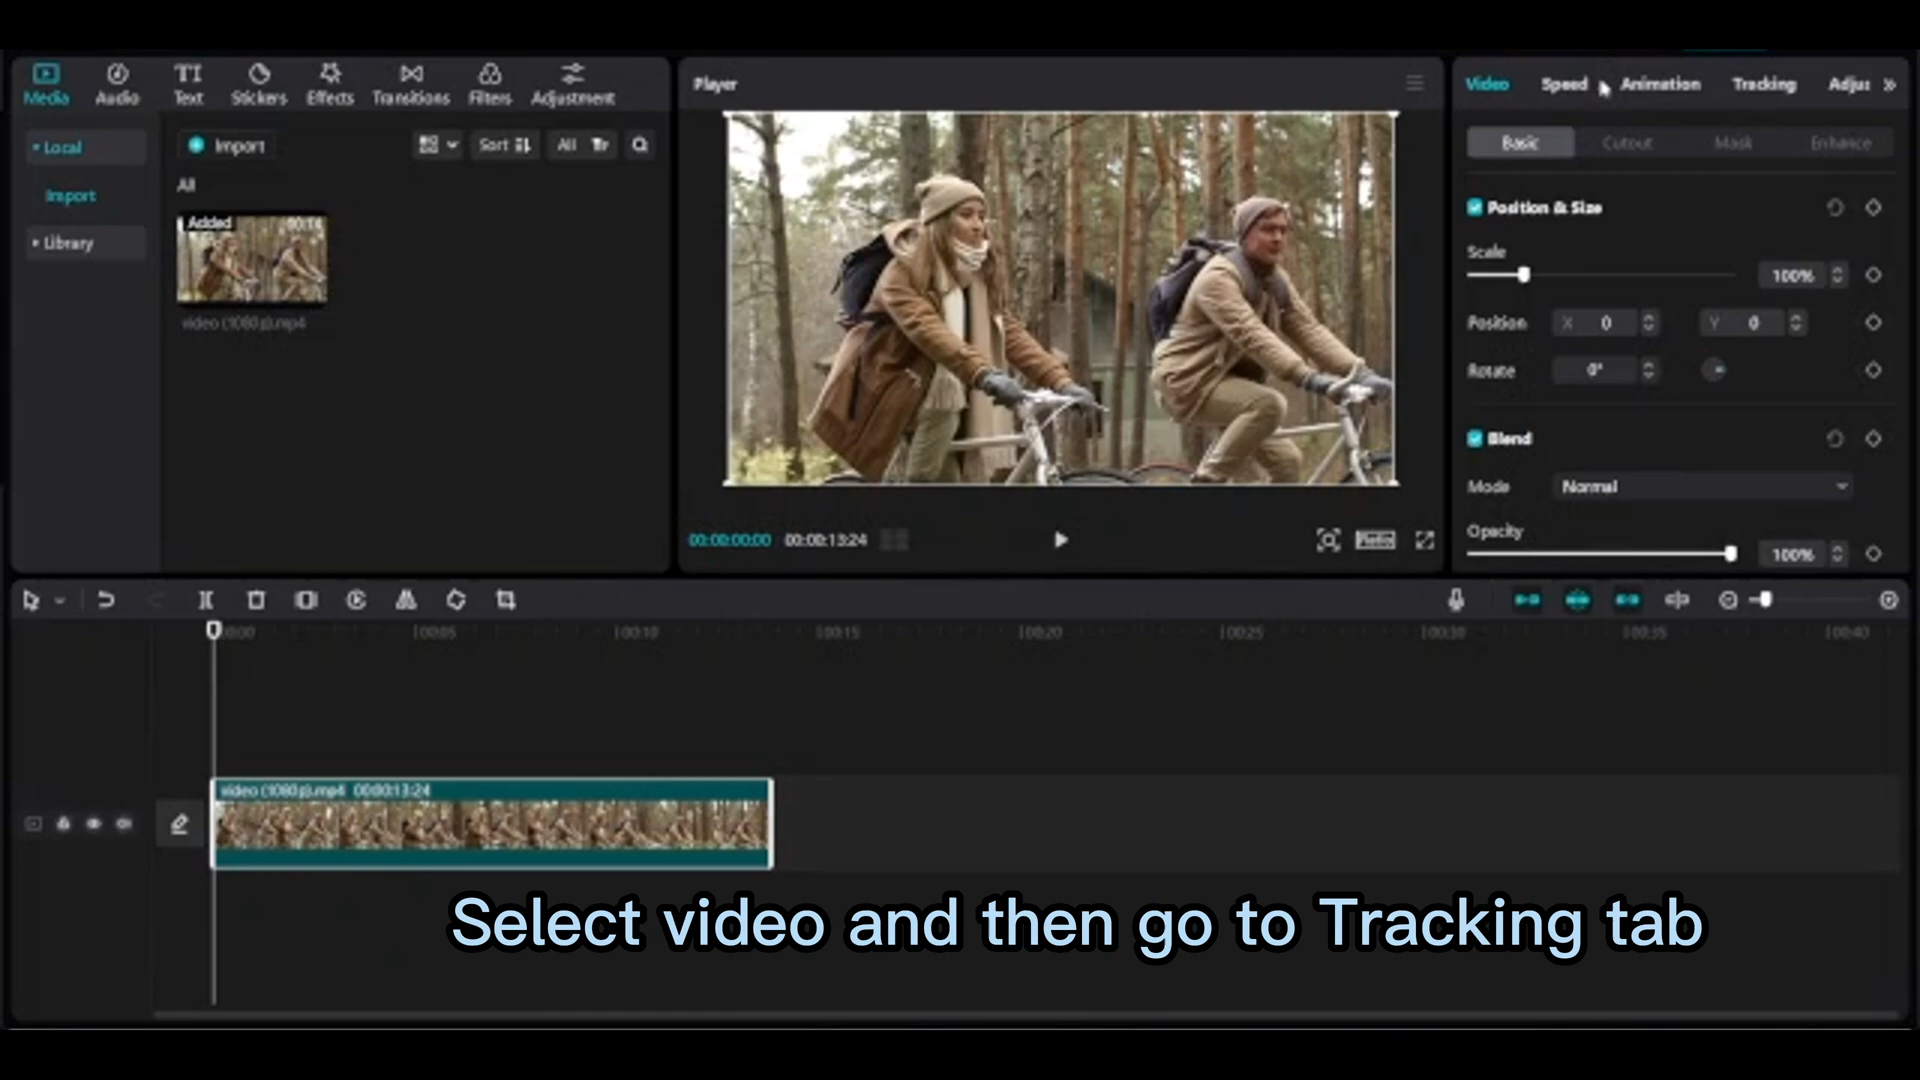 Media
Audio
Text
Stickers
Effects
Transitions
Filters
Adjustment
Local
Import
Library
Import
Sort
All
All
Added
00:14
video (1080p).mp4
Player
00:00:00:00
00:00:13:24
Video
Speed
Animation
Tracking
Adjus
Basic
Cutout
Mask
Enhance
Position & Size
Scale
100%
Position
X 0
Y 0
Rotate
0°
Blend
Mode
Normal
Opacity
100%
00:00
00:05
00:10
00:15
00:20
00:25
00:30
00:35
00:40
video (1080p).mp4 00:00:13:24
Select video and then go to Tracking tab